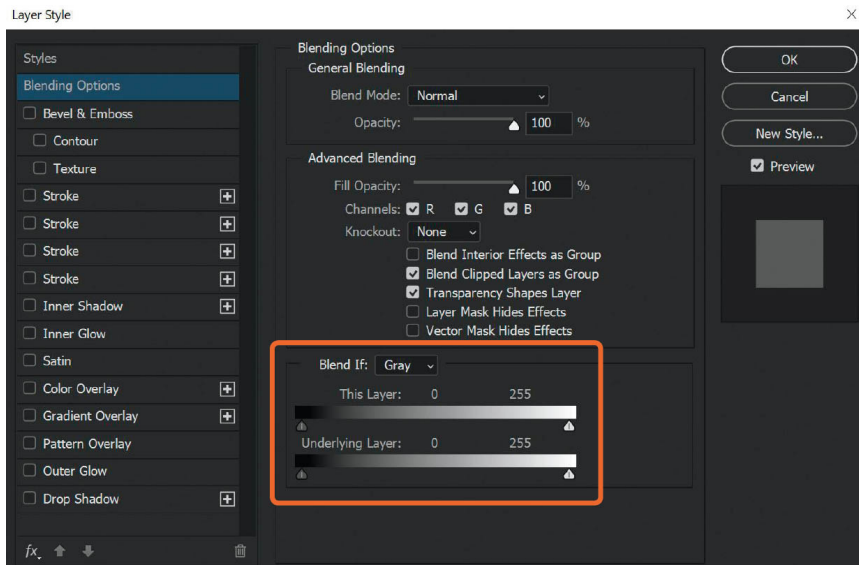 Layer Style
Styles
Blending Options
Bevel & Emboss
Contour
Texture
Stroke
Stroke
Stroke
Stroke
Inner Shadow
Inner Glow
Satin
Color Overlay
Gradient Overlay
Pattern Overlay
Outer Glow
Drop Shadow
fx
Blending Options
General Blending
Blend Mode: Normal
Opacity: 100 %
Advanced Blending
Fill Opacity: 100 %
Channels: R G B
Knockout: None
Blend Interior Effects as Group
Blend Clipped Layers as Group
Transparency Shapes Layer
Layer Mask Hides Effects
Vector Mask Hides Effects
Blend If: Gray
This Layer: 0 255
Underlying Layer: 0 255
OK
Cancel
New Style...
Preview